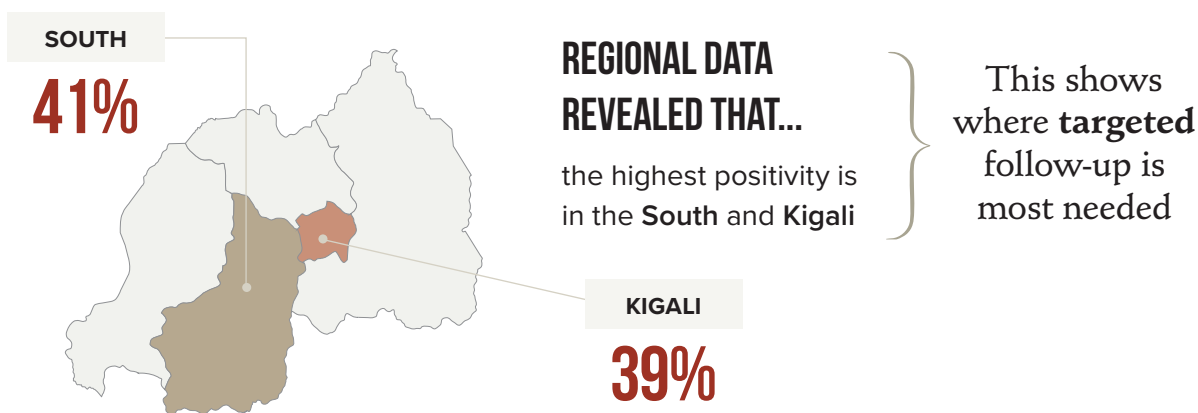 SOUTH
41%
REGIONAL DATA
REVEALED THAT...
the highest positivity is
in the South and Kigali
This shows
where targeted
follow-up is
most needed
KIGALI
39%